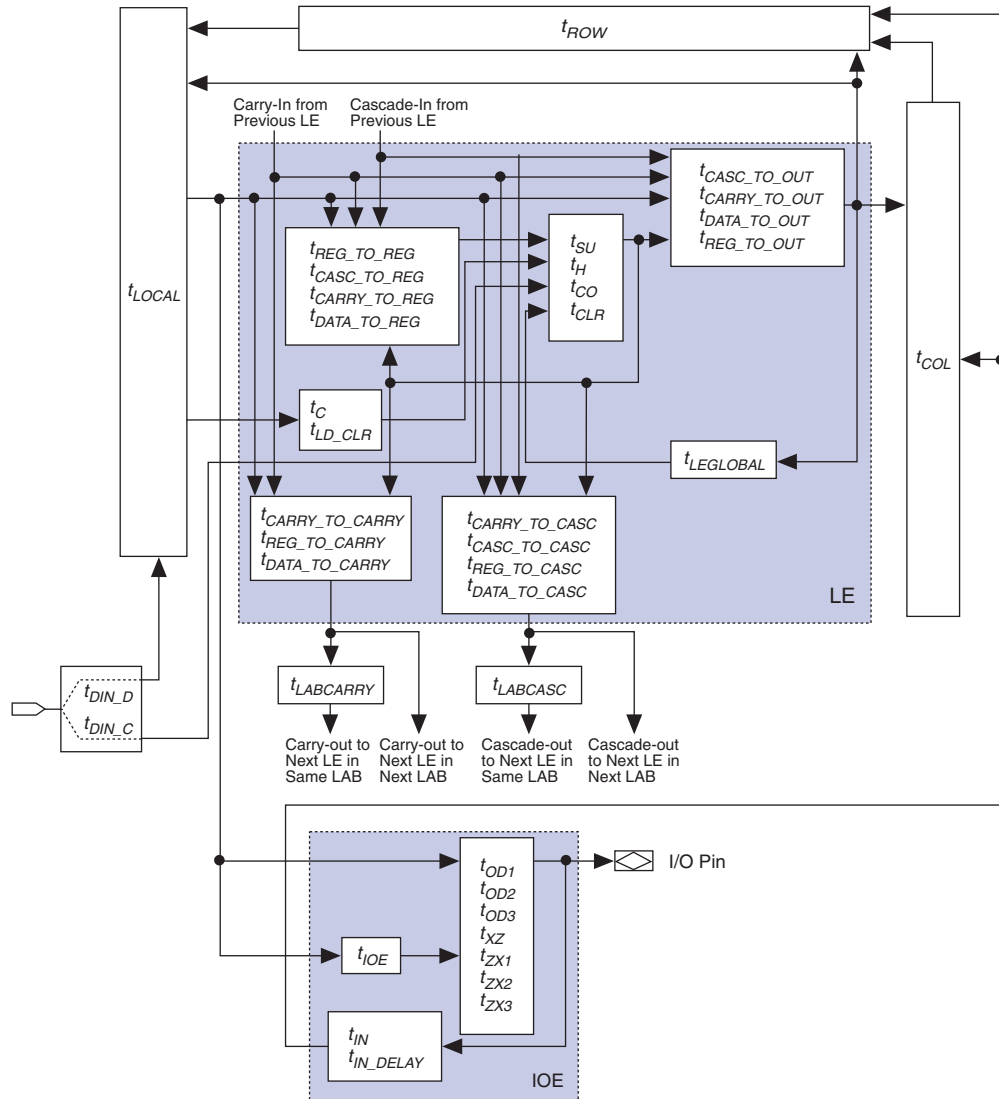 tROW
Carry-In from
Previous LE
Cascade-In from
Previous LE
tCASC_TO_OUT
tCARRY_TO_OUT
tDATA_TO_OUT
tREG_TO_OUT
tREG_TO_REG
tCASC_TO_REG
tCARRY_TO_REG
tDATA_TO_REG
tSU
tH
tCO
tCLR
tLOCAL
tCOL
tC
tLD_CLR
tLEGLOBAL
tCARRY_TO_CARRY
tREG_TO_CARRY
tDATA_TO_CARRY
tCARRY_TO_CASC
tCASC_TO_CASC
tREG_TO_CASC
tDATA_TO_CASC
LE
tDIN_D
tDIN_C
tLABCARRY
tLABCASC
Carry-out to
Next LE in
Same LAB
Carry-out to
Next LE in
Next LAB
Cascade-out
to Next LE in
Same LAB
Cascade-out
to Next LE in
Next LAB
tOD1
tOD2
tOD3
tXZ
tZX1
tZX2
tZX3
I/O Pin
tIOE
tIN
tIN_DELAY
IOE